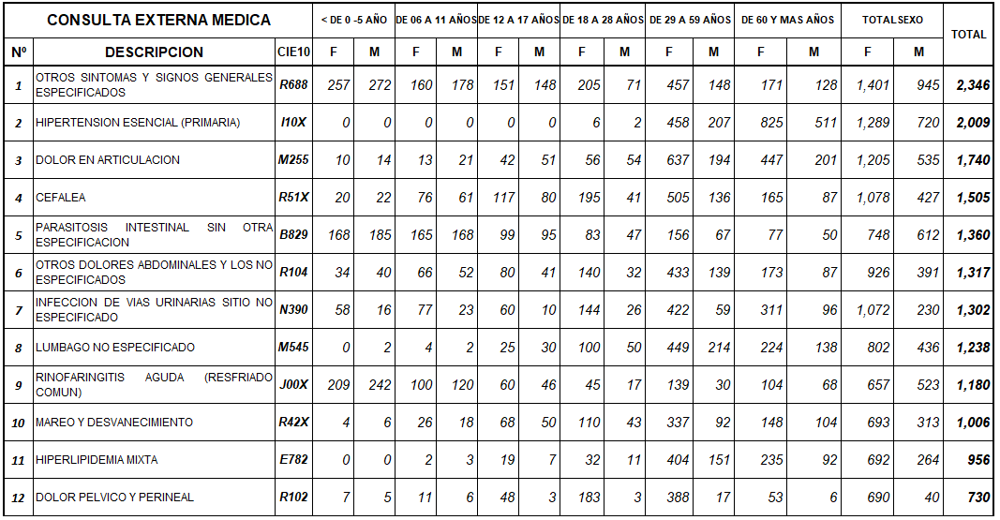 CONSULTA EXTERNA MEDICA < DE 0 -5 AÑO DE 06 A 11 AÑOS DE 12 A 17 AÑOS DE 18 A 28 AÑOS DE 29 A 59 AÑOS DE 60 Y MAS AÑOS TOTAL SEXO TOTAL
Nº DESCRIPCION CIE10 F M F M F M F M F M F M F M
1 OTROS SINTOMAS Y SIGNOS GENERALES ESPECIFICADOS R688 257 272 160 178 151 148 205 71 457 148 171 128 1,401 945 2,346
2 HIPERTENSION ESENCIAL (PRIMARIA) I10X 0 0 0 0 0 0 6 2 458 207 825 511 1,289 720 2,009
3 DOLOR EN ARTICULACION M255 10 14 13 21 42 51 56 54 637 194 447 201 1,205 535 1,740
4 CEFALEA R51X 20 22 76 61 117 80 195 41 505 136 165 87 1,078 427 1,505
5 PARASITOSIS INTESTINAL SIN OTRA ESPECIFICACION B829 168 185 165 168 99 95 83 47 156 67 77 50 748 612 1,360
6 OTROS DOLORES ABDOMINALES Y LOS NO ESPECIFICADOS R104 34 40 66 52 80 41 140 32 433 139 173 87 926 391 1,317
7 INFECCION DE VIAS URINARIAS SITIO NO ESPECIFICADO N390 58 16 77 23 60 10 144 26 422 59 311 96 1,072 230 1,302
8 LUMBAGO NO ESPECIFICADO M545 0 2 4 2 25 30 100 50 449 214 224 138 802 436 1,238
9 RINOFARINGITIS AGUDA (RESFRIADO COMUN) J00X 209 242 100 120 60 46 45 17 139 30 104 68 657 523 1,180
10 MAREO Y DESVANECIMIENTO R42X 4 6 26 18 68 50 110 43 337 92 148 104 693 313 1,006
11 HIPERLIPIDEMIA MIXTA E782 0 0 2 3 19 7 32 11 404 151 235 92 692 264 956
12 DOLOR PELVICO Y PERINEAL R102 7 5 11 6 48 3 183 3 388 17 53 6 690 40 730